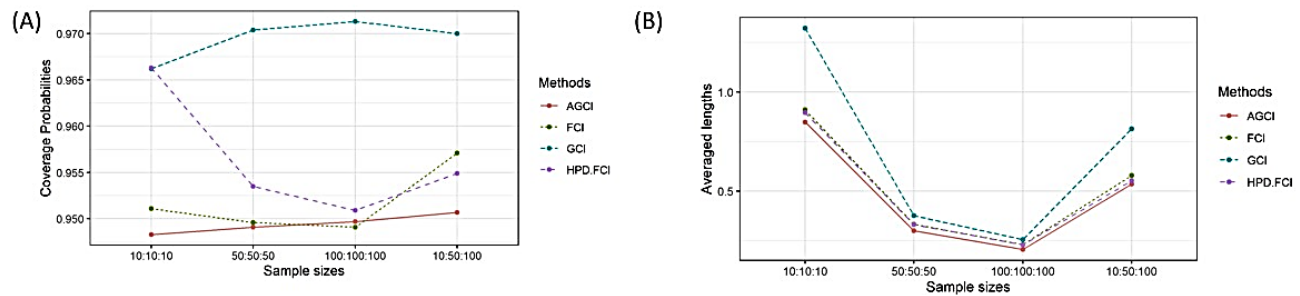 (A)
Coverage Probabilities
0.970
0.965
0.960
0.955
0.950
10:10:10
50:50:50
100:100:100
10:50:100
Sample sizes
Methods
AGCI
FCI
GCI
HPD.FCI
(B)
Averaged lengths
1.0
0.5
10:10:10
50:50:50
100:100:100
10:50:100
Sample sizes
Methods
AGCI
FCI
GCI
HPD.FCI